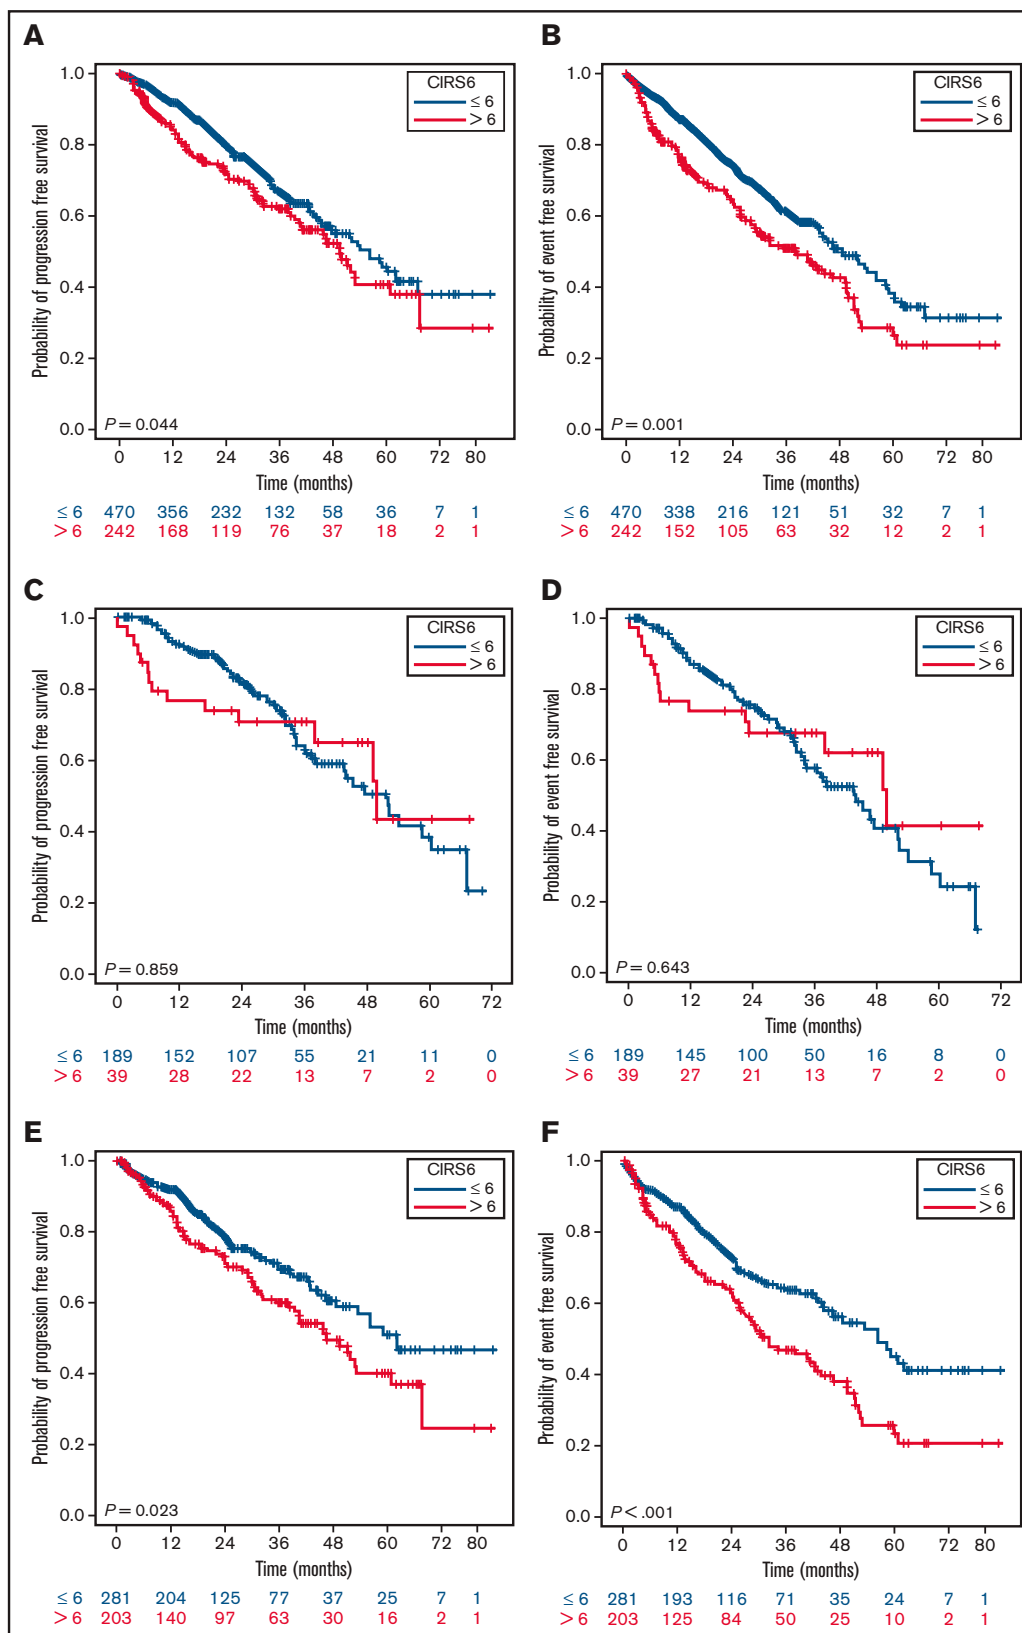 A
Probability of progression free survival
1.0
0.8
0.6
0.4
0.2
0.0
CIRS6
≤ 6
> 6
P = 0.044
0 12 24 36 48 60 72 80
Time (months)
≤ 6 470 356 232 132 58 36 7 1
> 6 242 168 119 76 37 18 2 1
B
Probability of event free survival
1.0
0.8
0.6
0.4
0.2
0.0
CIRS6
≤ 6
> 6
P = 0.001
0 12 24 36 48 60 72 80
Time (months)
≤ 6 470 338 216 121 51 32 7 1
> 6 242 152 105 63 32 12 2 1
C
Probability of progression free survival
1.0
0.8
0.6
0.4
0.2
0.0
CIRS6
≤ 6
> 6
P = 0.859
0 12 24 36 48 60 72
Time (months)
≤ 6 189 152 107 55 21 11 0
> 6 39 28 22 13 7 2 0
D
Probability of event free survival
1.0
0.8
0.6
0.4
0.2
0.0
CIRS6
≤ 6
> 6
P = 0.643
0 12 24 36 48 60 72
Time (months)
≤ 6 189 145 100 50 16 8 0
> 6 39 27 21 13 7 2 0
E
Probability of progression free survival
1.0
0.8
0.6
0.4
0.2
0.0
CIRS6
≤ 6
> 6
P = 0.023
0 12 24 36 48 60 72 80
Time (months)
≤ 6 281 204 125 77 37 25 7 1
> 6 203 140 97 63 30 16 2 1
F
Probability of event free survival
1.0
0.8
0.6
0.4
0.2
0.0
CIRS6
≤ 6
> 6
P < .001
0 12 24 36 48 60 72 80
Time (months)
≤ 6 281 193 116 71 35 24 7 1
> 6 203 125 84 50 25 10 2 1